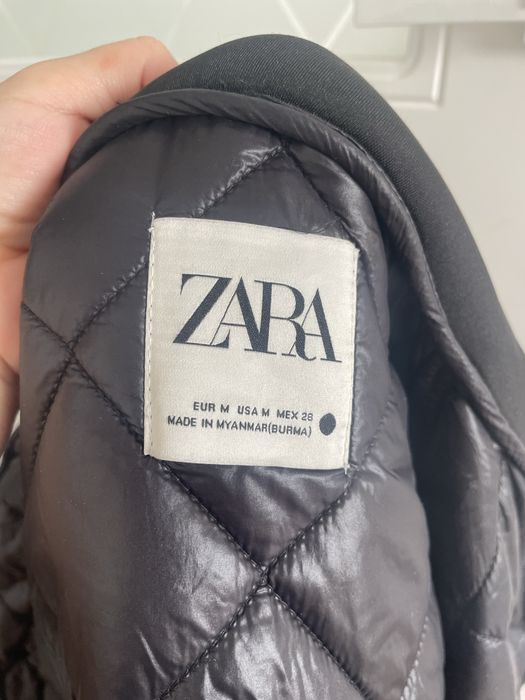 ZARA
EUR M USA M MEX 28
MADE IN MYANMAR(BURMA)